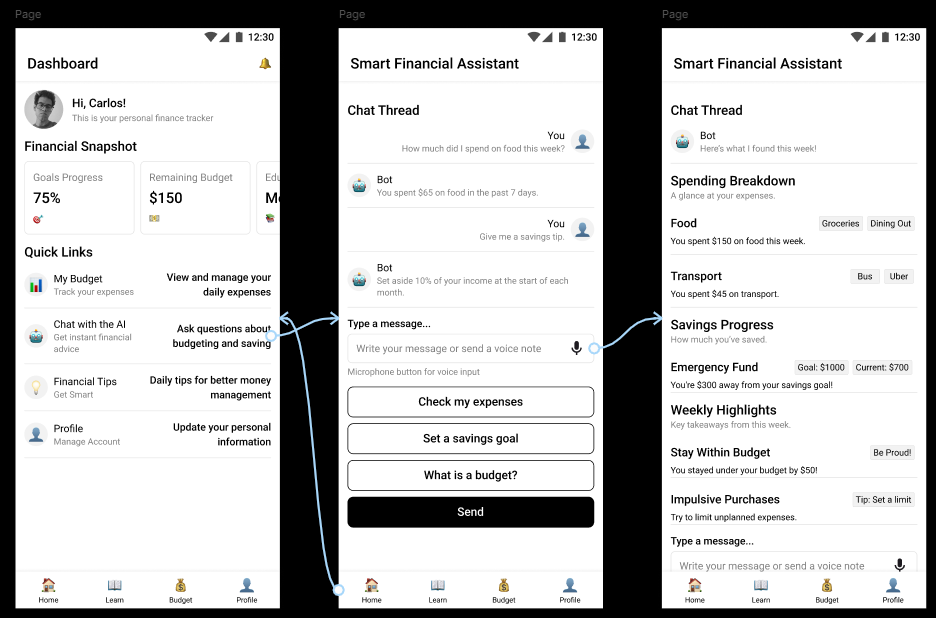 Page
12:30
Dashboard
Hi, Carlos!
This is your personal finance tracker
Financial Snapshot
Goals Progress
75%
Remaining Budget
$150
Quick Links
My Budget
Track your expenses
View and manage your
daily expenses
Chat with the AI
Get instant financial
advice
Ask questions about
budgeting and saving
Financial Tips
Get Smart
Daily tips for better money
management
Profile
Manage Account
Update your personal
information
Home
Learn
Budget
Profile
Page
12:30
Smart Financial Assistant
Chat Thread
You
How much did I spend on food this week?
Bot
You spent $65 on food in the past 7 days.
You
Give me a savings tip.
Bot
Set aside 10% of your income at the start of each
month.
Type a message...
Write your message or send a voice note
Microphone button for voice input
Check my expenses
Set a savings goal
What is a budget?
Send
Home
Learn
Budget
Profile
Page
12:30
Smart Financial Assistant
Chat Thread
Bot
Here's what I found this week!
Spending Breakdown
A glance at your expenses.
Food
Groceries
Dining Out
You spent $150 on food this week.
Transport
Bus
Uber
You spent $45 on transport.
Savings Progress
How much you've saved.
Emergency Fund
Goal: $1000
Current: $700
You're $300 away from your savings goal!
Weekly Highlights
Key takeaways from this week.
Stay Within Budget
Be Proud!
You stayed under your budget by $50!
Impulsive Purchases
Tip: Set a limit
Try to limit unplanned expenses.
Type a message...
Write your message or send a voice note
Home
Learn
Budget
Profile